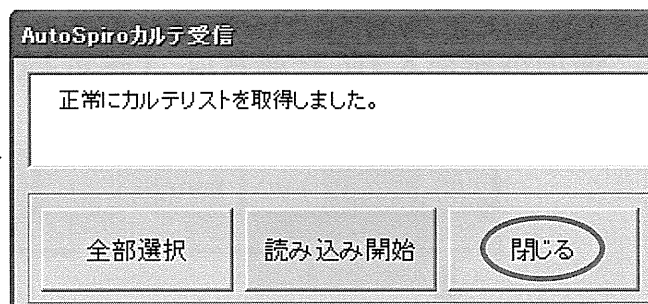 AutoSpiroカルテ受信
正常にカルテリストを取得しました。
全部選択
読み込み開始
閉じる